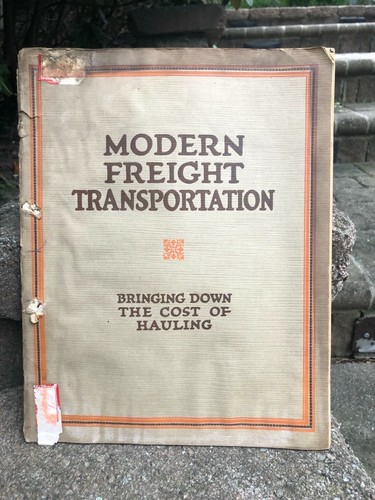 MODERN
FREIGHT
TRANSPORTATION
BRINGING DOWN
THE COST OF
HAULING